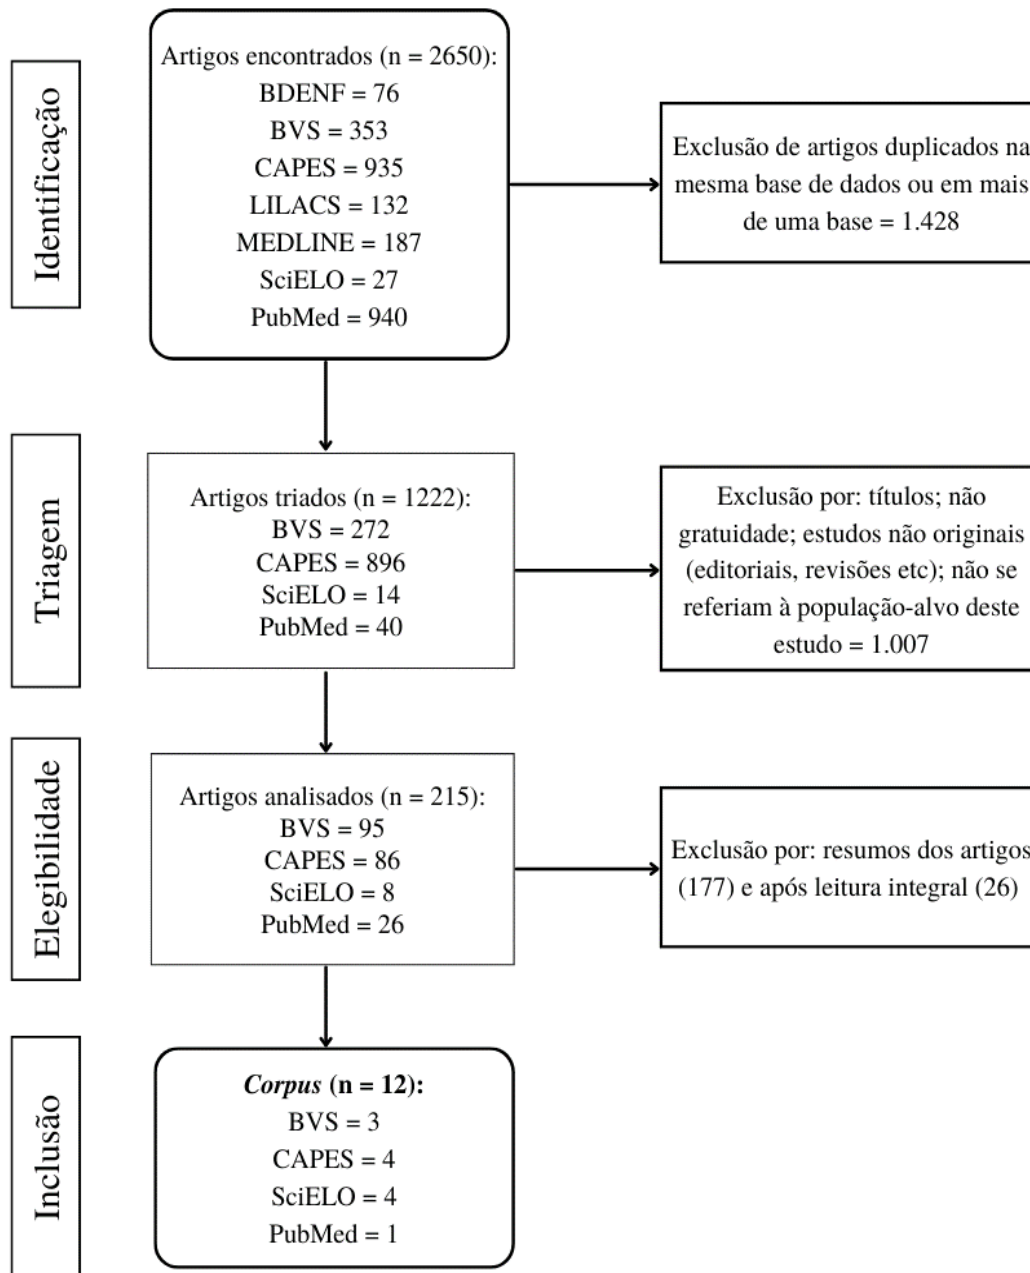 Identificação
Artigos encontrados (n = 2650):
BDENF = 76
BVS = 353
CAPES = 935
LILACS = 132
MEDLINE = 187
SciELO = 27
PubMed = 940
Exclusão de artigos duplicados na
mesma base de dados ou em mais
de uma base = 1.428
Triagem
Artigos triados (n = 1222):
BVS = 272
CAPES = 896
SciELO = 14
PubMed = 40
Exclusão por: títulos; não
gratuidade; estudos não originais
(editoriais, revisões etc); não se
referiam à população-alvo deste
estudo = 1.007
Elegibilidade
Artigos analisados (n = 215):
BVS = 95
CAPES = 86
SciELO = 8
PubMed = 26
Exclusão por: resumos dos artigos
(177) e após leitura integral (26)
Inclusão
Corpus (n = 12):
BVS = 3
CAPES = 4
SciELO = 4
PubMed = 1